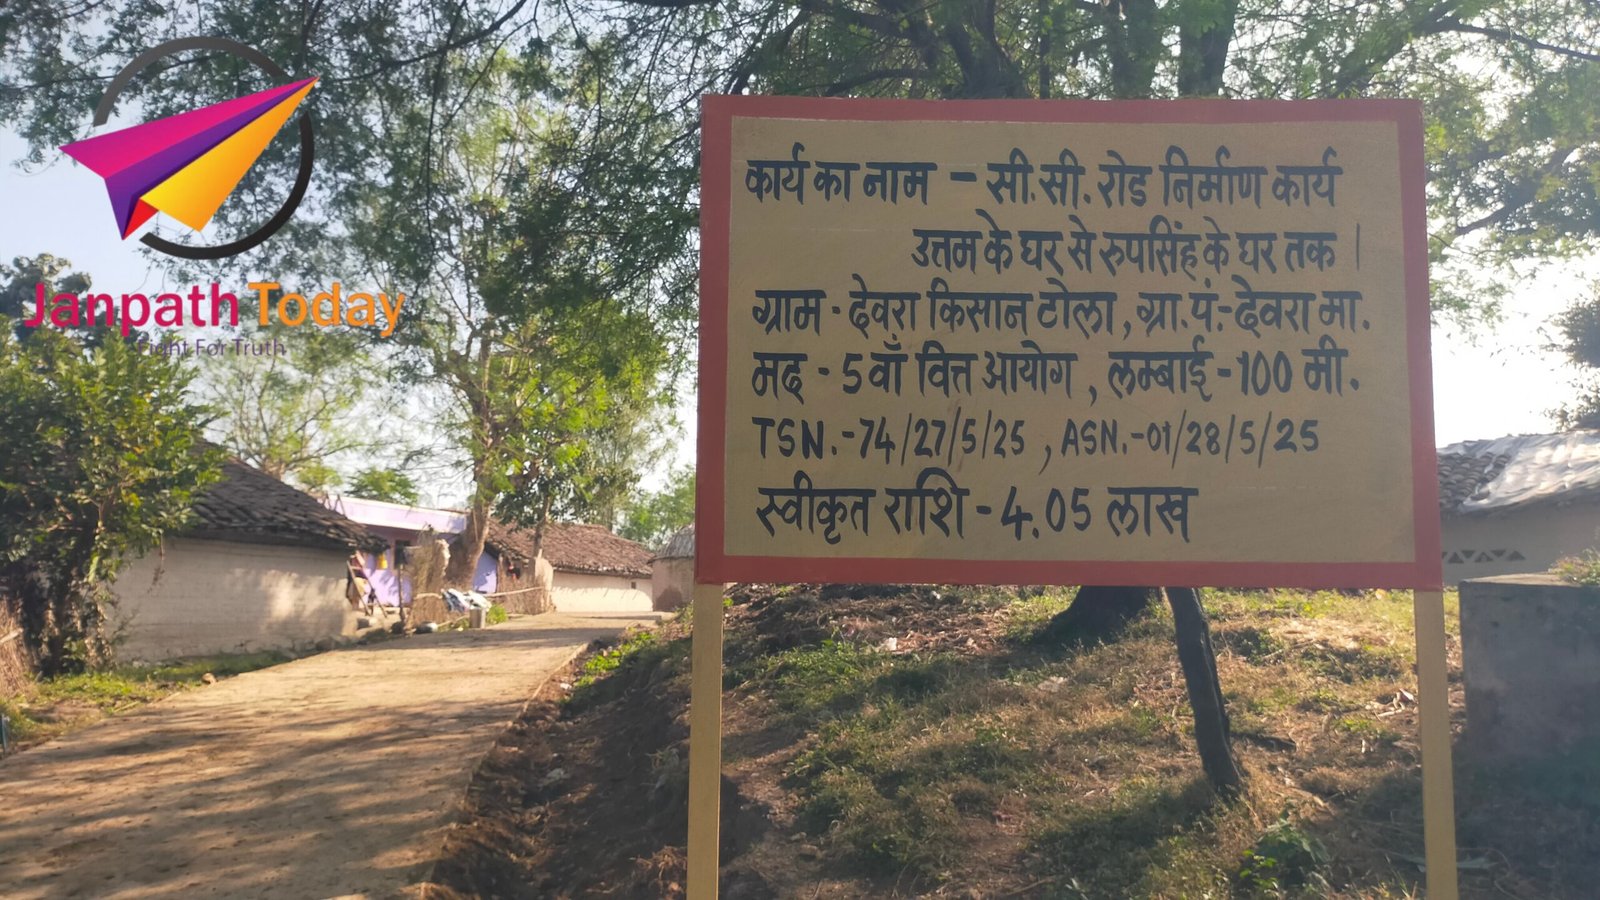 Janpath Today
Fight For Truth
कार्य का नाम - सी.सी. रोड निर्माण कार्य
उत्तम के घर से रुपसिंह के घर तक |
ग्राम - देवरा किसान टोला, ग्रा.पं.- देवरा मा.
मद - 5 वाँ वित्त आयोग, लम्बाई - 100 मी.
TSN.-74/27/5/25, ASN.-01/28/5/25
स्वीकृत राशि - 4.05 लाख